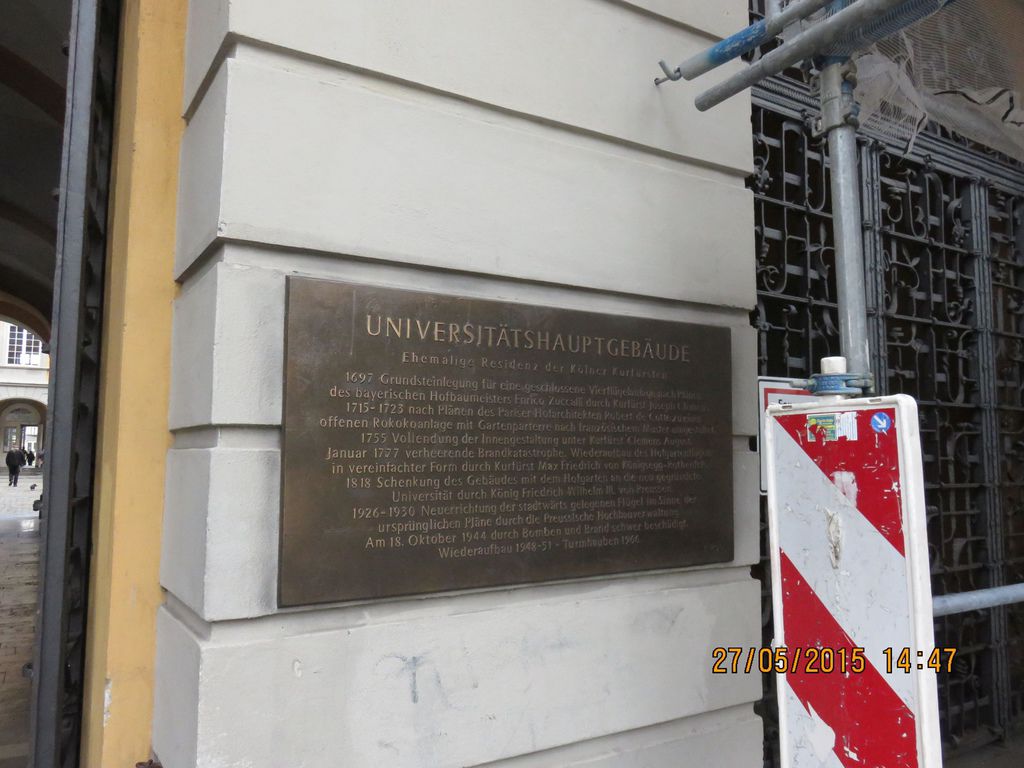 UNIVERSITÄTSHAUPTGEBÄUDE
Ehemalige Residenz der Kölner Kurfürsten
1697 Grundsteinlegung für eine geschlossene Vierflügelanlage nach Plänen
des bayerischen Hofbaumeisters Enrico Zuccalli durch Kurfürst Joseph Clemens.
1715-1723 nach Plänen des Pariser Hofarchitekten Robert de Cotte zu einer
offenen Rokokoanlage mit Gartenparterre nach französischem Muster umgestaltet.
1755 Vollendung der Innengestaltung unter Kurfürst Clemens August.
Januar 1777 verheerende Brandkatastrophe. Wiederaufbau des Hofgartenflügels
in vereinfachter Form durch Kurfürst Max Friedrich von Königsegg-Rothenfels.
1818 Schenkung des Gebäudes mit dem Hofgarten an die neu gegründete
Universität durch König Friedrich Wilhelm III. von Preussen.
1926-1930 Neuerrichtung der stadtwärts gelegenen Flügel im Sinne der
ursprünglichen Pläne durch die Preussische Hochbauverwaltung.
Am 18. Oktober 1944 durch Bomben und Brand schwer beschädigt.
Wiederaufbau 1948-51 - Turmhauben 1966.
27/05/2015 14:47